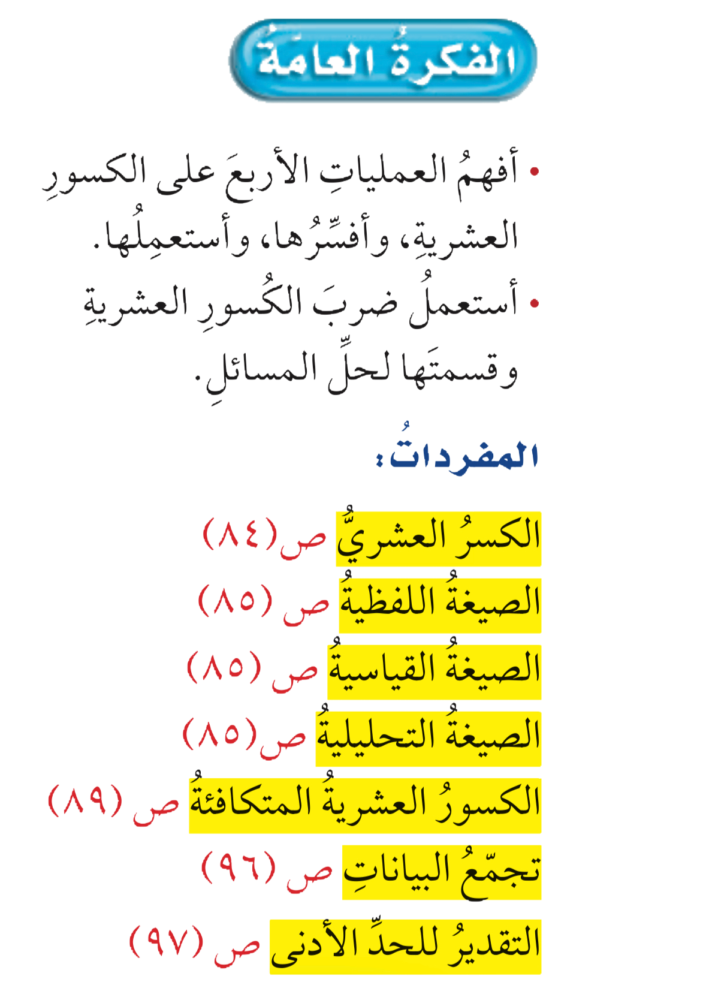 الفكرةُ العامَةُ
• أفهمُ العملياتِ الأربعَ على الكسورِ
العشريةِ، وأفسِّرُها، وأستعمِلُها.
• أستعملُ ضربَ الكُسورِ العشريةِ
وقسمتَها لحلِّ المسائلِ.
المفرداتُ:
الكسرُ العشريُّ ص(٨٤)
الصيغةُ اللفظيةُ ص (٨٥)
الصيغةُ القياسيةُ ص (٨٥)
الصيغةُ التحليليةُ ص(٨٥)
الكسورُ العشريةُ المتكافئةُ ص (٨٩)
تجمّعُ البياناتِ ص (٩٦)
التقديرُ للحدِّ الأدنى ص (٩٧)